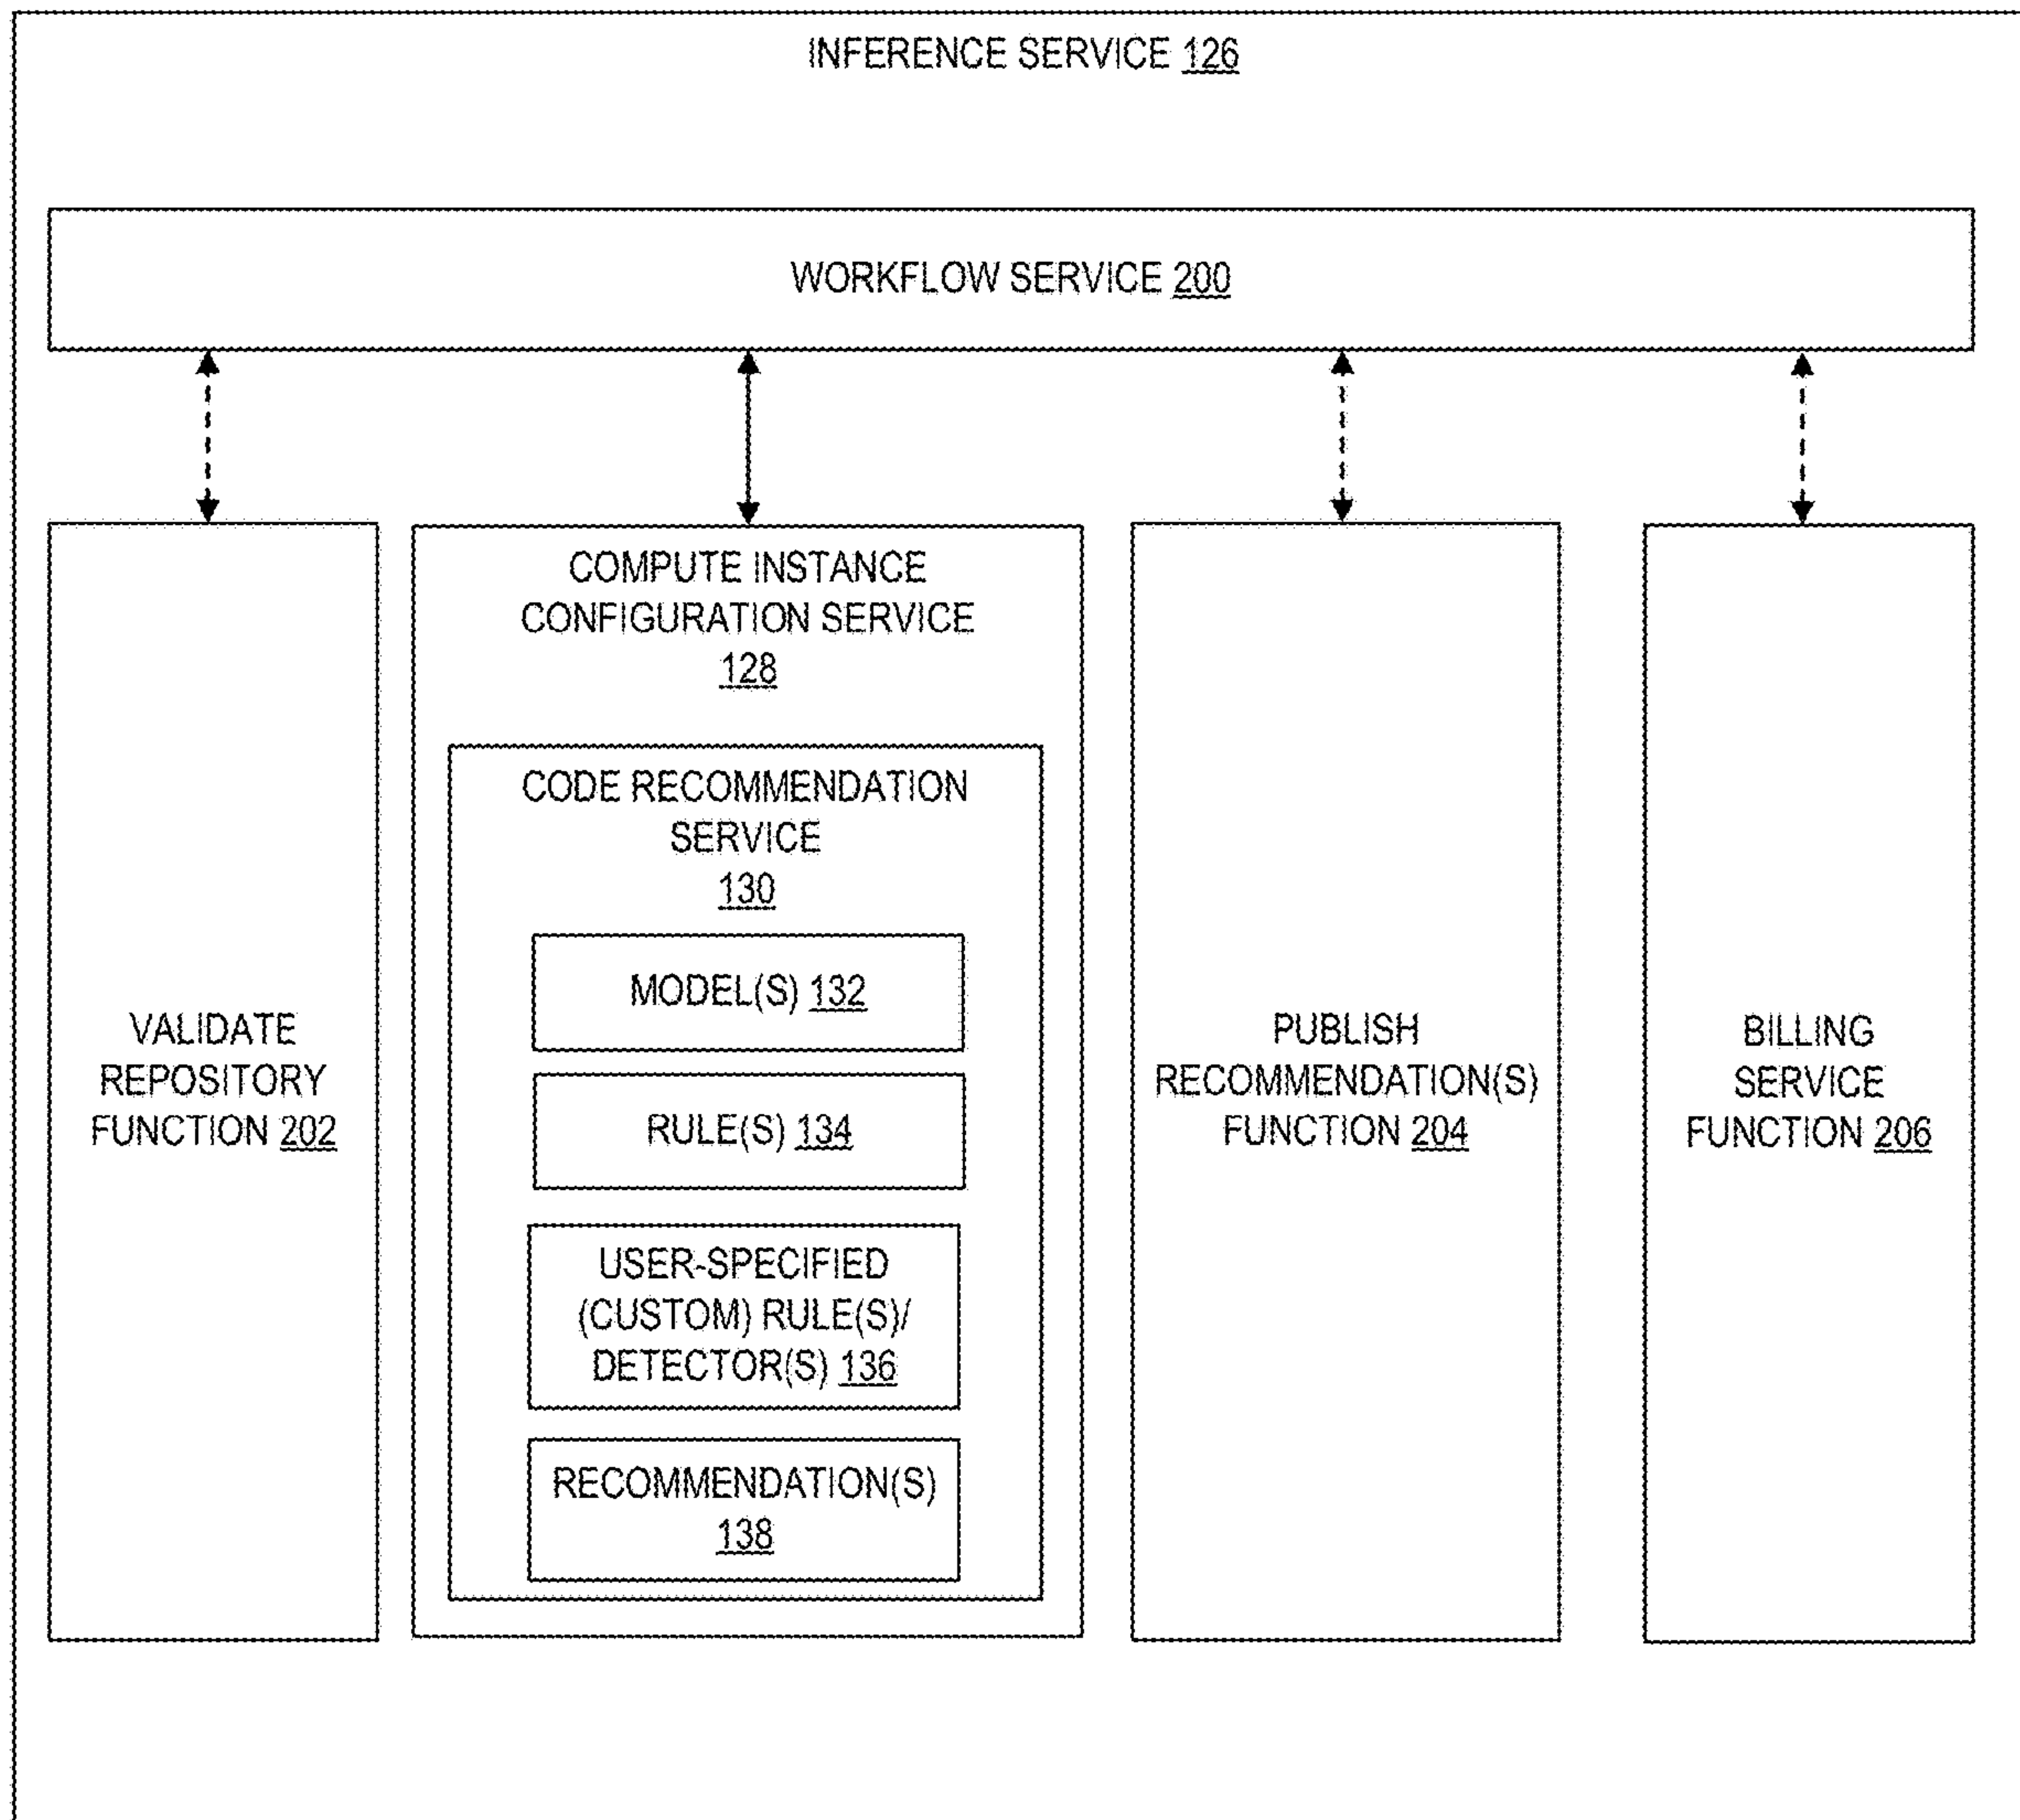 INFERENCE SERVICE 126
WORKFLOW SERVICE 200
VALIDATE
REPOSITORY
FUNCTION 202
COMPUTE INSTANCE
CONFIGURATION SERVICE
128
CODE RECOMMENDATION
SERVICE
130
MODEL(S) 132
RULE(S) 134
USER-SPECIFIED
(CUSTOM) RULE(S)/
DETECTOR(S) 136
RECOMMENDATION(S)
138
PUBLISH
RECOMMENDATION(S)
FUNCTION 204
BILLING
SERVICE
FUNCTION 206